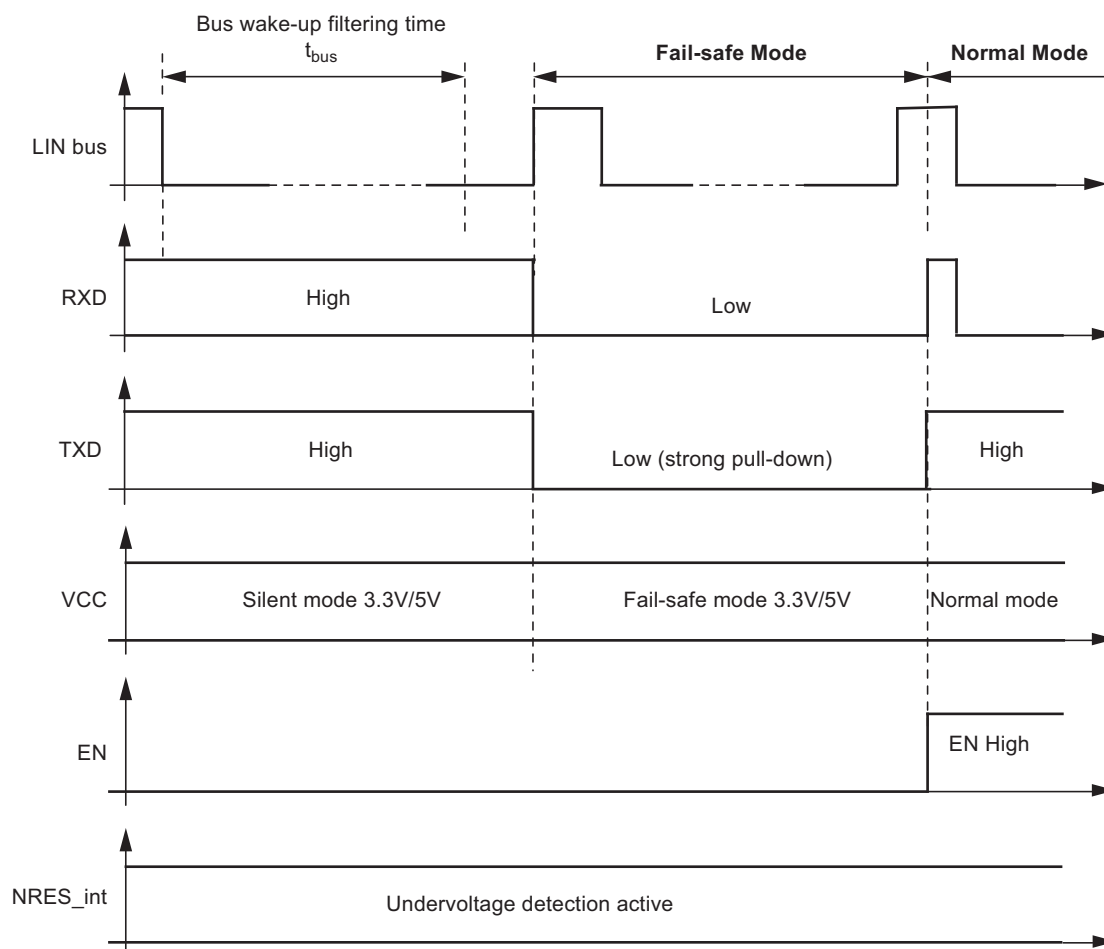 Bus wake-up filtering time
tbus
Fail-safe Mode
Normal Mode
LIN bus
RXD
High
Low
TXD
High
Low (strong pull-down)
High
VCC
Silent mode 3.3V/5V
Fail-safe mode 3.3V/5V
Normal mode
EN
EN High
NRES_int
Undervoltage detection active